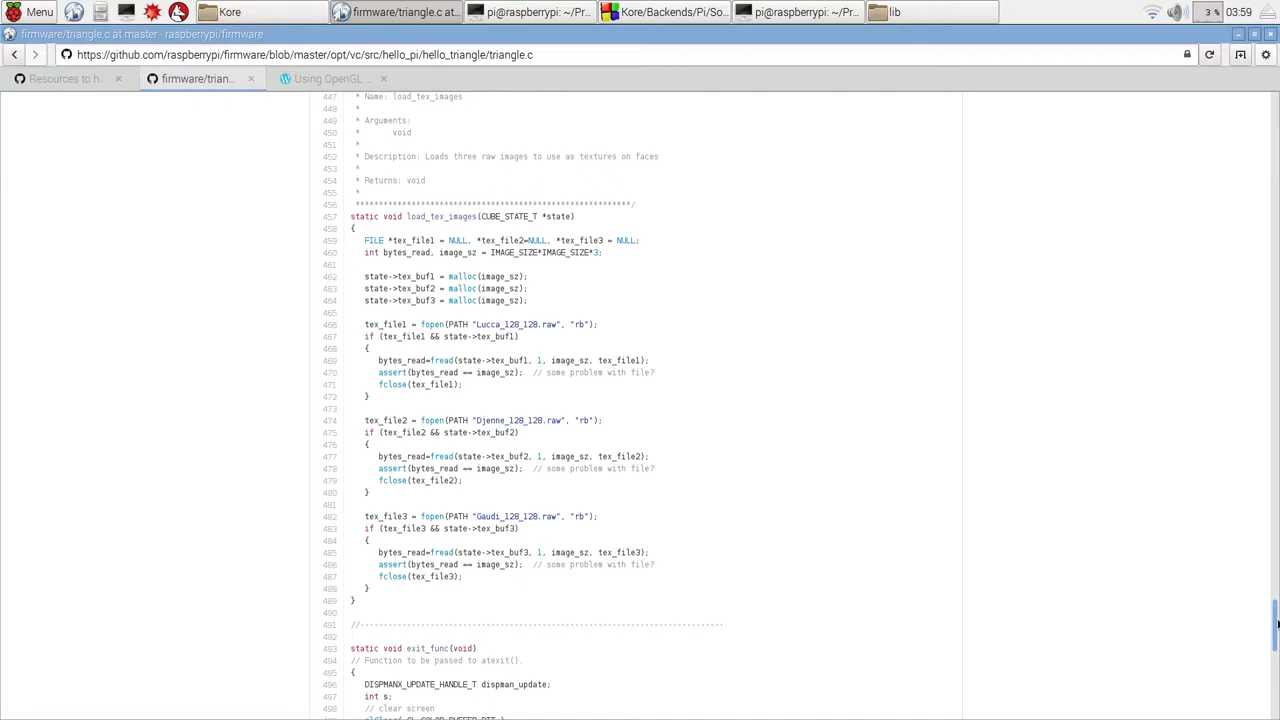 Menu
Kore
firmware/triangle.c at...
pi@raspberrypi: ~/Pr...
Kore/Backends/Pi/So...
pi@raspberrypi: ~/Pr...
lib
3 %
03:59
firmware/triangle.c at master · raspberrypi/firmware
https://github.com/raspberrypi/firmware/blob/master/opt/vc/src/hello_pi/hello_triangle/triangle.c
Resources to h...
firmware/trian...
Using OpenGL ...
447 * Name: load_tex_images
448 *
449 * Arguments:
450 * void
451 *
452 * Description: Loads three raw images to use as textures on faces
453 *
454 * Returns: void
455 *
456 ***********************************************************/
457 static void load_tex_images(CUBE_STATE_T *state)
458 {
459 FILE *tex_file1 = NULL, *tex_file2=NULL, *tex_file3 = NULL;
460 int bytes_read, image_sz = IMAGE_SIZE*IMAGE_SIZE*3;
461
462 state->tex_buf1 = malloc(image_sz);
463 state->tex_buf2 = malloc(image_sz);
464 state->tex_buf3 = malloc(image_sz);
465
466 tex_file1 = fopen(PATH "Lucca_128_128.raw", "rb");
467 if (tex_file1 && state->tex_buf1)
468 {
469 bytes_read=fread(state->tex_buf1, 1, image_sz, tex_file1);
470 assert(bytes_read == image_sz); // some problem with file?
471 fclose(tex_file1);
472 }
473
474 tex_file2 = fopen(PATH "Djenne_128_128.raw", "rb");
475 if (tex_file2 && state->tex_buf2)
476 {
477 bytes_read=fread(state->tex_buf2, 1, image_sz, tex_file2);
478 assert(bytes_read == image_sz); // some problem with file?
479 fclose(tex_file2);
480 }
481
482 tex_file3 = fopen(PATH "Gaudi_128_128.raw", "rb");
483 if (tex_file3 && state->tex_buf3)
484 {
485 bytes_read=fread(state->tex_buf3, 1, image_sz, tex_file3);
486 assert(bytes_read == image_sz); // some problem with file?
487 fclose(tex_file3);
488 }
489 }
490
491 //------------------------------------------------------------------------------
492
493 static void exit_func(void)
494 // Function to be passed to atexit().
495 {
496 DISPMANX_UPDATE_HANDLE_T dispman_update;
497 int s;
498 // clear screen